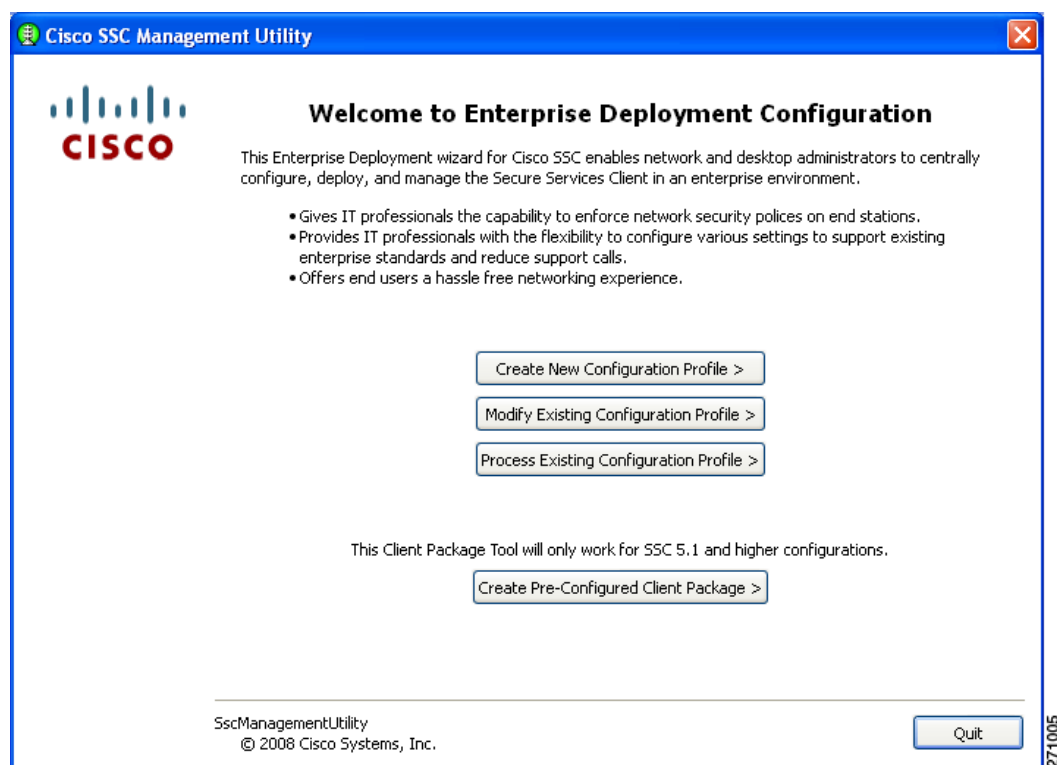 Cisco SSC Management Utility
CISCO
Welcome to Enterprise Deployment Configuration
This Enterprise Deployment wizard for Cisco SSC enables network and desktop administrators to centrally
configure, deploy, and manage the Secure Services Client in an enterprise environment.
• Gives IT professionals the capability to enforce network security polices on end stations.
• Provides IT professionals with the flexibility to configure various settings to support existing
enterprise standards and reduce support calls.
• Offers end users a hassle free networking experience.
Create New Configuration Profile >
Modify Existing Configuration Profile >
Process Existing Configuration Profile >
This Client Package Tool will only work for SSC 5.1 and higher configurations.
Create Pre-Configured Client Package >
SscManagementUtility
© 2008 Cisco Systems, Inc.
Quit
271005